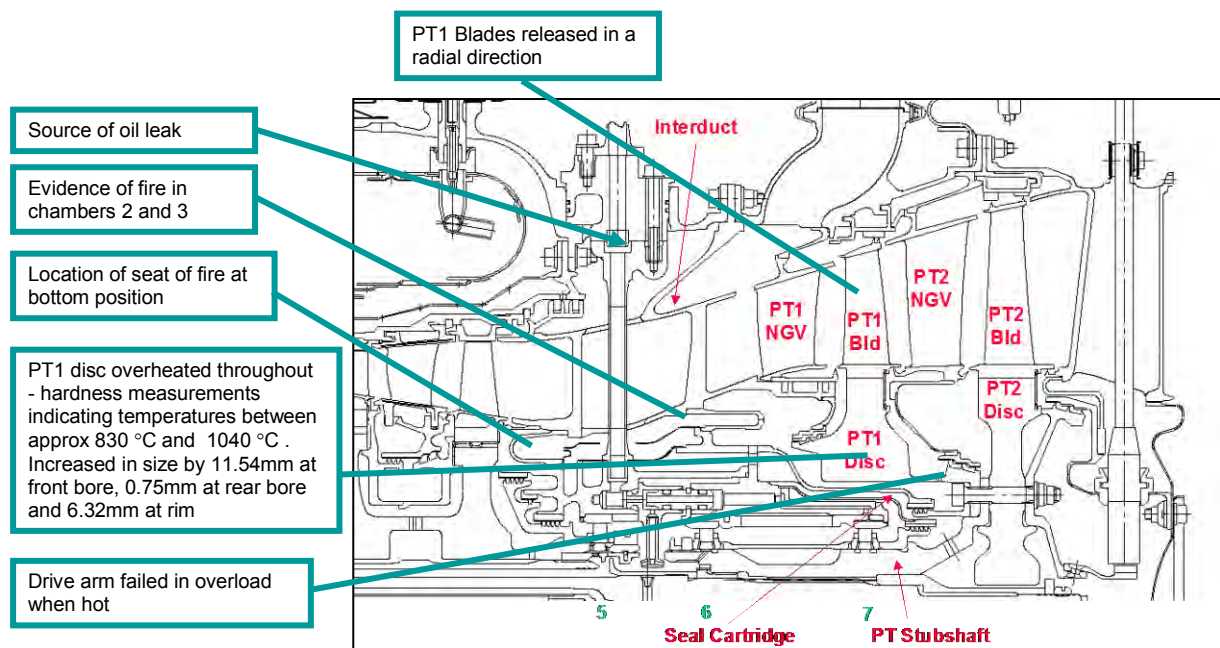 PT1 Blades released in a
radial direction
Source of oil leak
Evidence of fire in
chambers 2 and 3
Location of seat of fire at
bottom position
PT1 disc overheated throughout
- hardness measurements
indicating temperatures between
approx 830 °C and 1040 °C .
Increased in size by 11.54mm at
front bore, 0.75mm at rear bore
and 6.32mm at rim
Drive arm failed in overload
when hot
Interduct
PT1
NGV
PT1
Bld
PT2
NGV
PT2
Bld
PT2
Disc
PT1
Disc
5
6
7
Seal Cartridge
PT Stubshaft